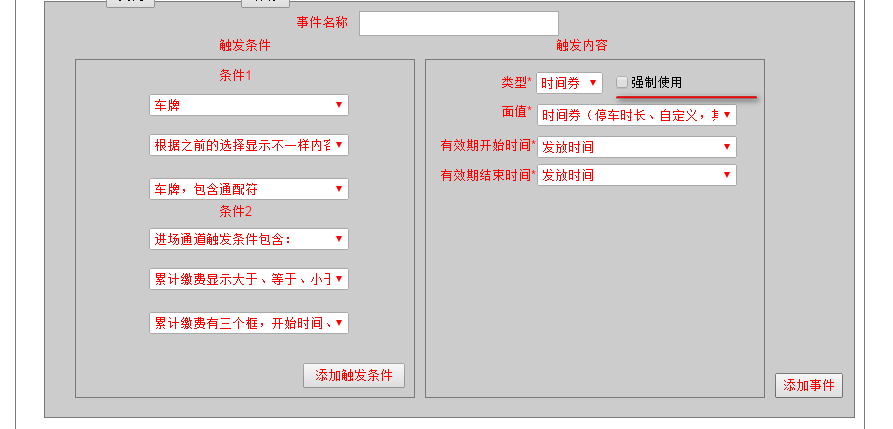 事件名称
触发条件
触发内容
条件1
车牌
根据之前的选择显示不一样内容
车牌，包含通配符
条件2
进场通道触发条件包含：
累计缴费显示大于、等于、小于
累计缴费有三个框，开始时间、
添加触发条件
类型* 时间券 强制使用
面值* 时间券（停车时长、自定义，
有效期开始时间* 发放时间
有效期结束时间* 发放时间
添加事件